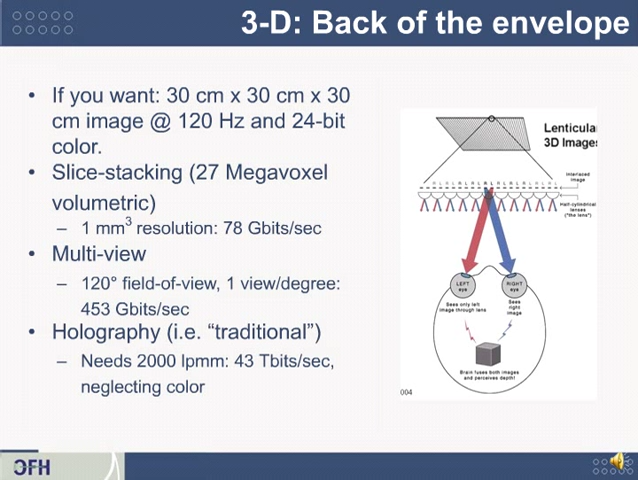 3-D: Back of the envelope
• If you want: 30 cm x 30 cm x 30
cm image @ 120 Hz and 24-bit
color.
• Slice-stacking (27 Megavoxel
volumetric)
– 1 mm³ resolution: 78 Gbits/sec
• Multi-view
– 120° field-of-view, 1 view/degree:
453 Gbits/sec
• Holography (i.e. “traditional”)
– Needs 2000 lpmm: 43 Tbits/sec,
neglecting color
Lenticula
3D Image
Interlaced
image
Half-cylindrical
lenses
("the lens")
LEFT
eye
RIGHT
eye
Sees only left
image through lens
Sees
right
image
Brain fuses both images
and perceives depth!
004
OFH